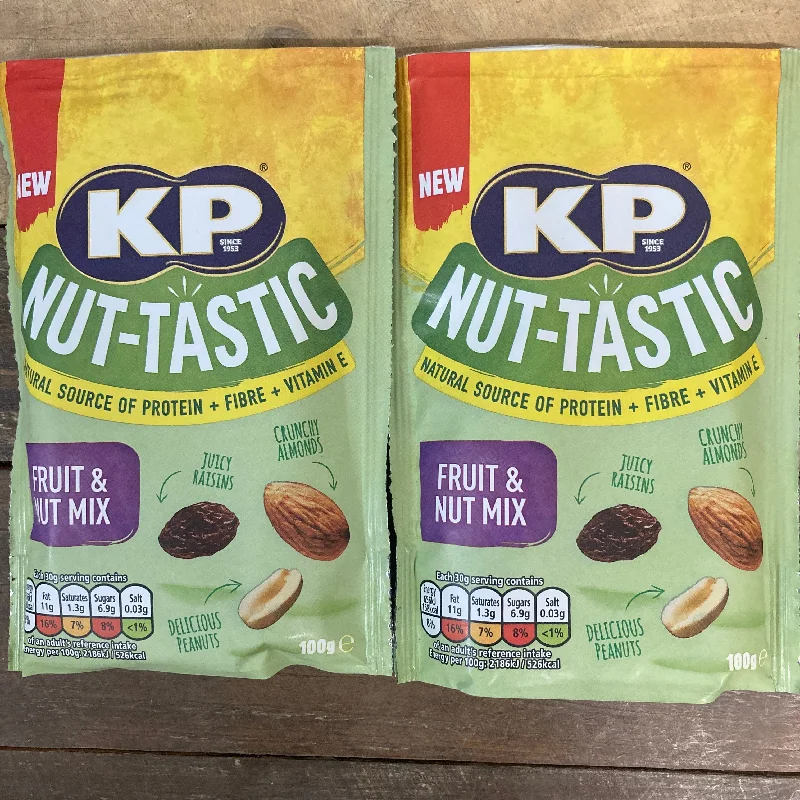 NEW
KP
®
SINCE
1953
NUT-TASTIC
NATURAL SOURCE OF PROTEIN + FIBRE + VITAMIN E
FRUIT &
NUT MIX
JUICY
RAISINS
CRUNCHY
ALMONDS
DELICIOUS
PEANUTS
Each 30g serving contains
Fat Saturates Sugars Salt
11g 1.3g 6.9g 0.03g
16% 7% 8% <1%
of an adult's reference intake
energy per 100g: 2186kJ / 526kcal
100g e
NEW
KP
®
SINCE
1953
NUT-TASTIC
NATURAL SOURCE OF PROTEIN + FIBRE + VITAMIN E
FRUIT &
NUT MIX
JUICY
RAISINS
CRUNCHY
ALMONDS
DELICIOUS
PEANUTS
Each 30g serving contains
Energy Fat Saturates Sugars Salt
11g 1.3g 6.9g 0.03g
8% 16% 7% 8% <1%
of an adult's reference intake
Energy per 100g: 2186kJ / 526kcal
100g e